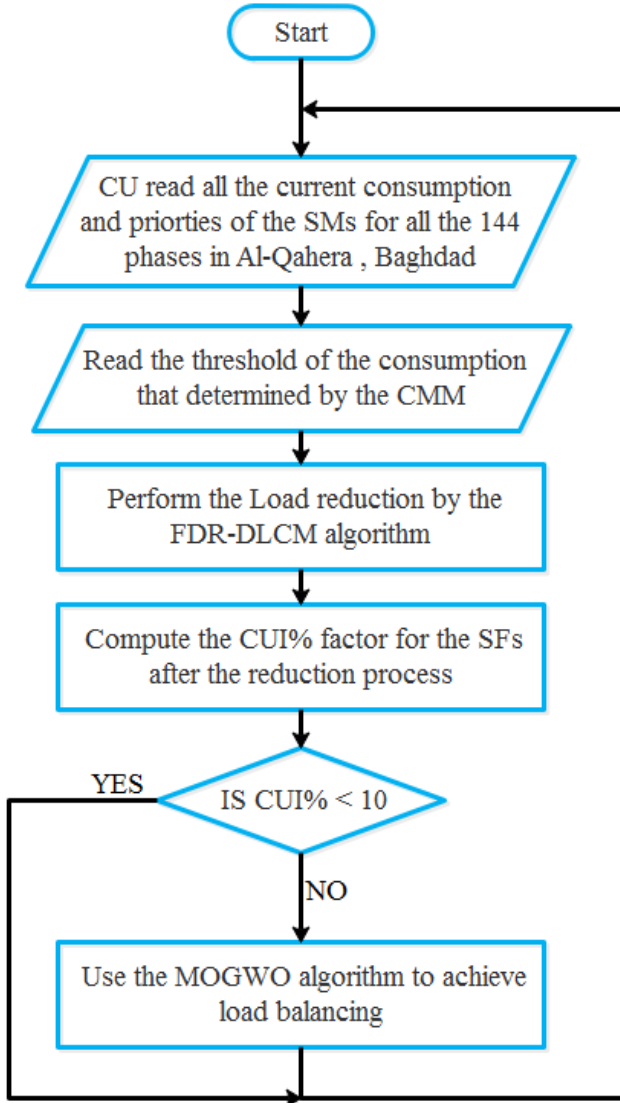 Start
CU read all the current consumption
and priorties of the SMs for all the 144
phases in Al-Qahera , Baghdad
Read the threshold of the consumption
that determined by the CMM
Perform the Load reduction by the
FDR-DLCM algorithm
Compute the CUI% factor for the SFs
after the reduction process
YES
IS CUI% < 10
NO
Use the MOGWO algorithm to achieve
load balancing